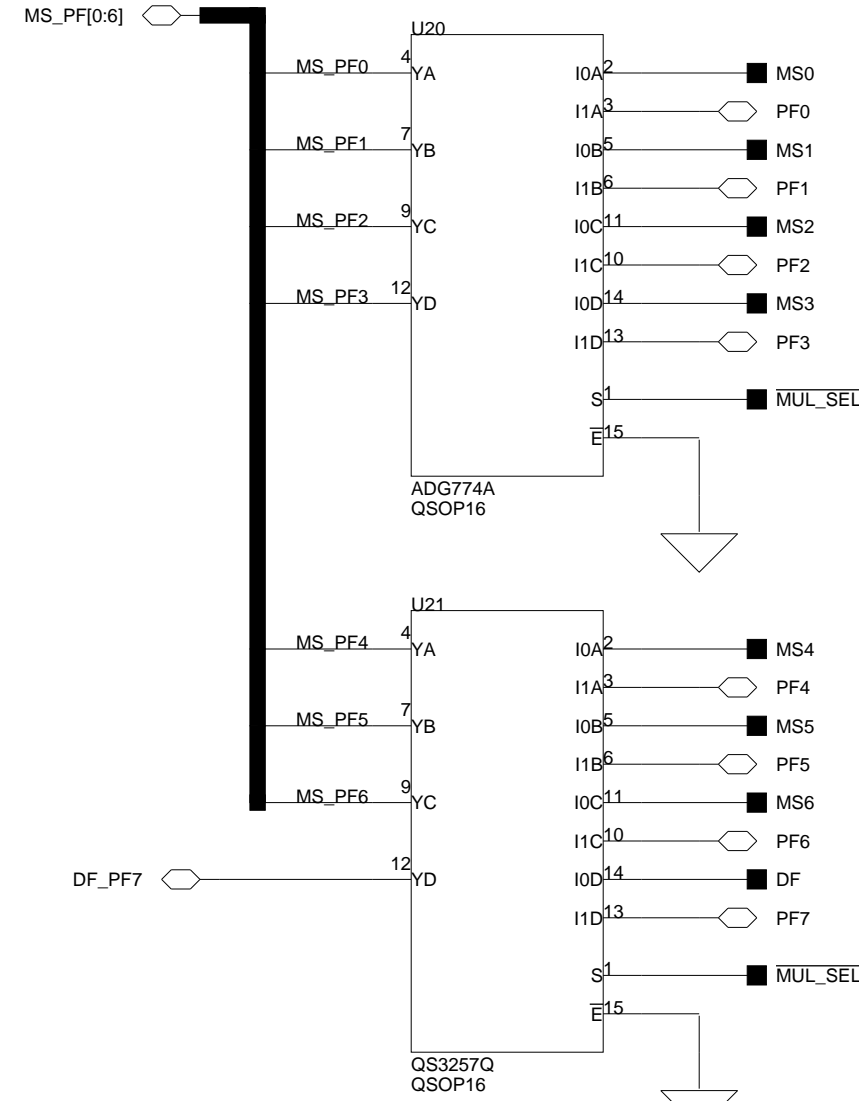 MS_PF[0:6]
U20
MS_PF0 4 YA I0A 2 MS0
I1A 3 PF0
MS_PF1 7 YB I0B 5 MS1
I1B 6 PF1
MS_PF2 9 YC I0C 11 MS2
I1C 10 PF2
MS_PF3 12 YD I0D 14 MS3
I1D 13 PF3
S 1 MUL_SEL
E 15
ADG774A
QSOP16
U21
MS_PF4 4 YA I0A 2 MS4
I1A 3 PF4
MS_PF5 7 YB I0B 5 MS5
I1B 6 PF5
MS_PF6 9 YC I0C 11 MS6
I1C 10 PF6
DF_PF7 12 YD I0D 14 DF
I1D 13 PF7
S 1 MUL_SEL
E 15
QS3257Q
QSOP16